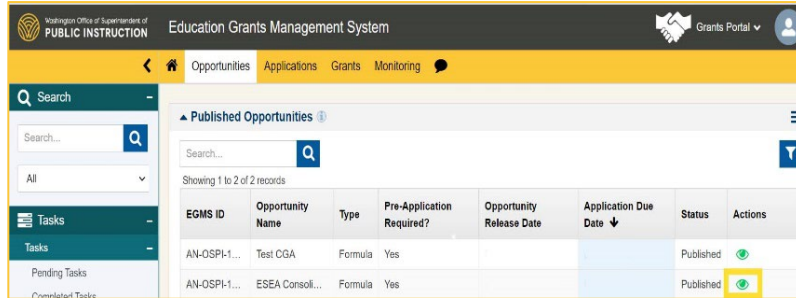 Washington Office of Superintendent of
PUBLIC INSTRUCTION
Education Grants Management System
Grants Portal
Opportunities Applications Grants Monitoring
Search
Search...
All
Tasks
Tasks
Pending Tasks
Completed Tasks
Published Opportunities
Search...
Showing 1 to 2 of 2 records
EGMS ID Opportunity Name Type Pre-Application Required? Opportunity Release Date Application Due Date Status Actions
AN-OSPI-1... Test CGA Formula Yes Published
AN-OSPI-1... ESEA Consoli... Formula Yes Published